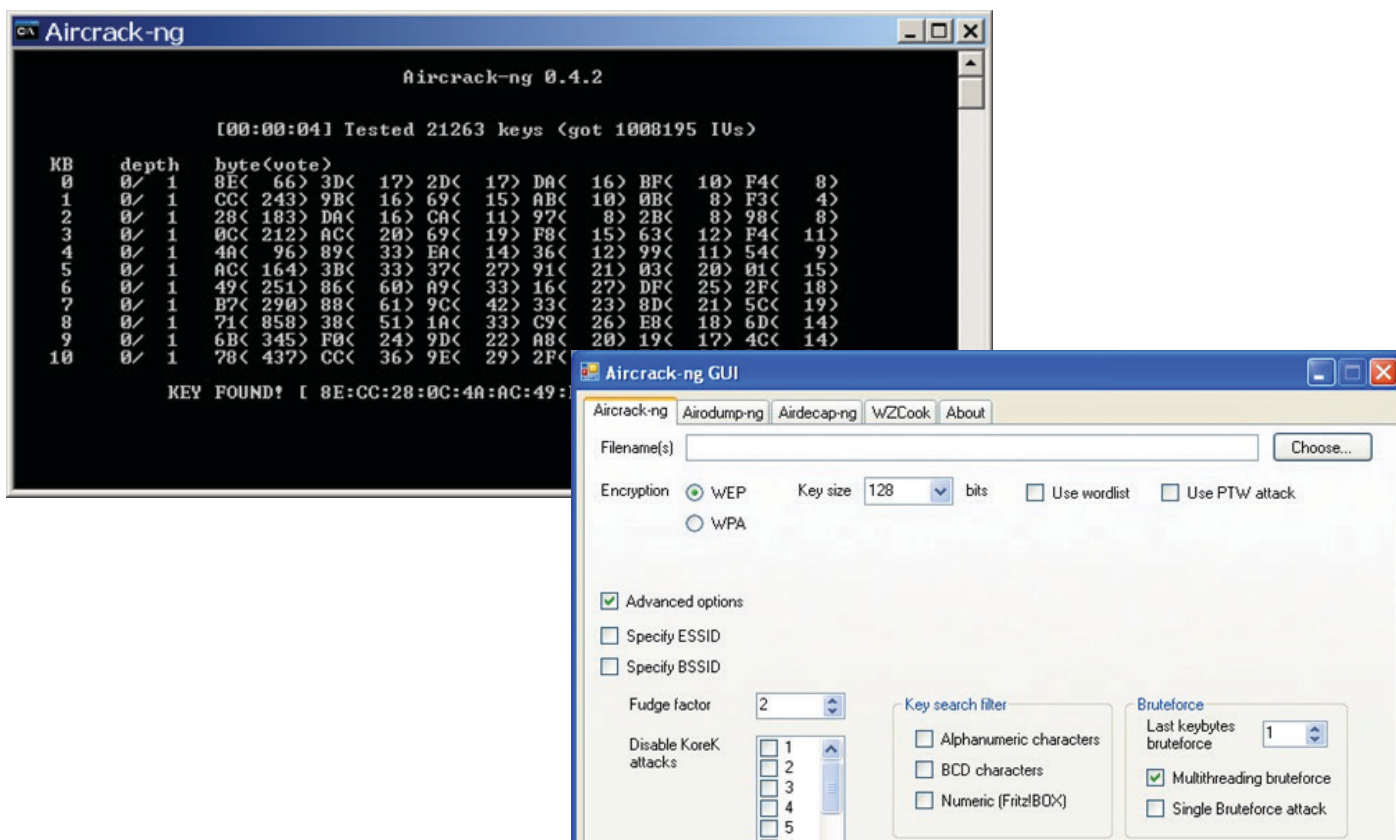 Aircrack-ng
Aircrack-ng 0.4.2
[00:00:04] Tested 21263 keys (got 1008195 IVs)
KB depth byte(vote)
0 0/ 1 8E( 66) 3D( 17) 2D( 17) DA( 16) BF( 10) F4( 8)
1 0/ 1 CC( 243) 9B( 16) 69( 15) AB( 10) 0B( 8) F3( 4)
2 0/ 1 28( 183) DA( 16) CA( 11) 97( 8) 2B( 8) 98( 8)
3 0/ 1 0C( 212) AC( 20) 69( 19) F8( 15) 63( 12) F4( 11)
4 0/ 1 4A( 96) 89( 33) EA( 14) 36( 12) 99( 11) 54( 9)
5 0/ 1 AC( 164) 3B( 33) 37( 27) 91( 21) 03( 20) 01( 15)
6 0/ 1 49( 251) 86( 60) A9( 33) 16( 27) DF( 25) 2F( 18)
7 0/ 1 B7( 290) 88( 61) 9C( 42) 33( 23) 8D( 21) 5C( 19)
8 0/ 1 71( 858) 38( 51) 1A( 33) C9( 26) E8( 18) 6D( 14)
9 0/ 1 6B( 345) F0( 24) 9D( 22) A8( 20) 19( 17) 4C( 14)
10 0/ 1 78( 437) CC( 36) 9E( 29) 2F(
KEY FOUND! [ 8E:CC:28:0C:4A:AC:49:
Aircrack-ng GUI
Aircrack-ng Airodump-ng Airdecap-ng WZCook About
Filename(s) Choose...
Encryption WEP Key size 128 bits Use wordlist Use PTW attack
WPA
Advanced options
Specify ESSID
Specify BSSID
Fudge factor 2
Disable KoreK attacks
1
2
3
4
5
Key search filter
Alphanumeric characters
BCD characters
Numeric (Fritz!BOX)
Bruteforce
Last keybytes bruteforce 1
Multithreading bruteforce
Single Bruteforce attack